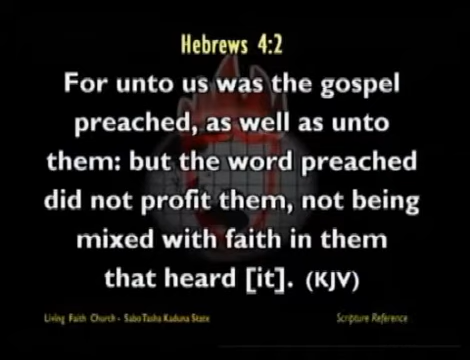 Hebrews 4:2
For unto us was the gospel
preached, as well as unto
them: but the word preached
did not profit them, not being
mixed with faith in them
that heard [it]. (KJV)
Living Faith Church - Sabo Tasha Kaduna State
Scripture Reference